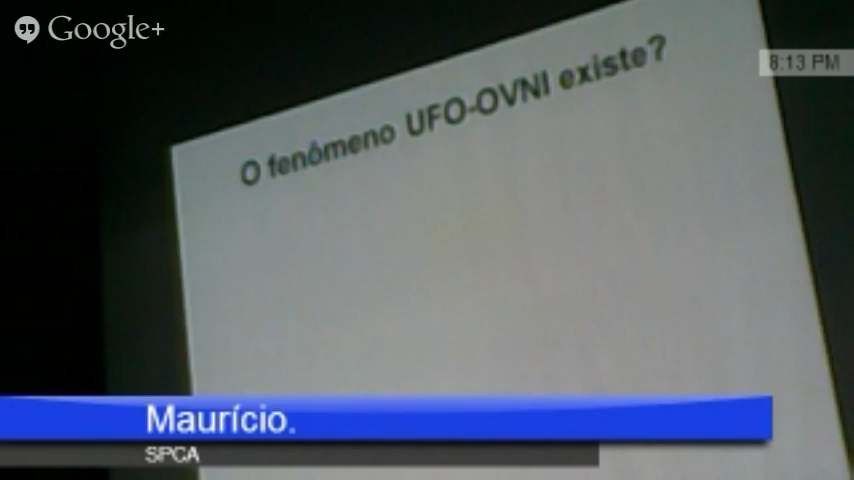 Google+
8:13 PM
O fenômeno UFO-OVNI existe?
Maurício.
SPCA